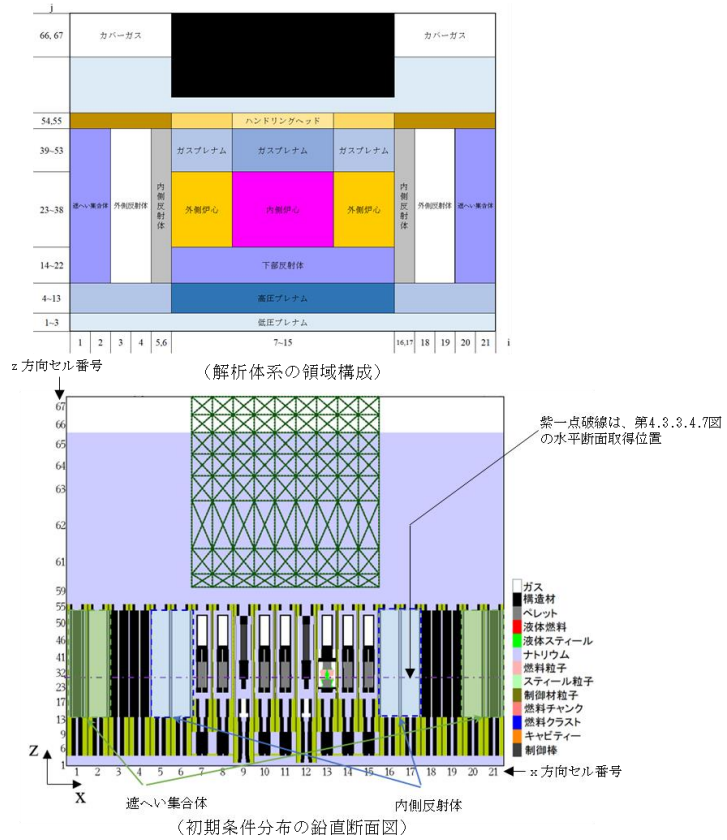 j
66, 67
カバーガス
カバーガス
54,55
ハンドリングヘッド
39~53
ガスプレナム
ガスプレナム
ガスプレナム
23~38
遮へい集合体
外側反射体
内側反射体
外側炉心
内側炉心
外側炉心
内側反射体
外側反射体
遮へい集合体
14~22
下部反射体
4~13
高圧プレナム
1~3
低圧プレナム
1 2 3 4 5,6 7~15 16,17 18 19 20 21 i
(解析体系の領域構成)
z 方向セル番号
紫一点破線は、第4.3.3.4.7図
の水平断面取得位置
67
66
65
64
63
62
61
59
55
50
46
41
32
23
17
13
9
6
1
ガス
構造材
ペレット
液体燃料
液体スティール
ナトリウム
燃料粒子
スティール粒子
制御材粒子
燃料チャンク
燃料クラスト
キャビティー
制御棒
Z
X
1 2 3 4 5 6 7 8 9 10 11 12 13 14 15 16 17 18 19 20 21
x方向セル番号
遮へい集合体
内側反射体
(初期条件分布の鉛直断面図)